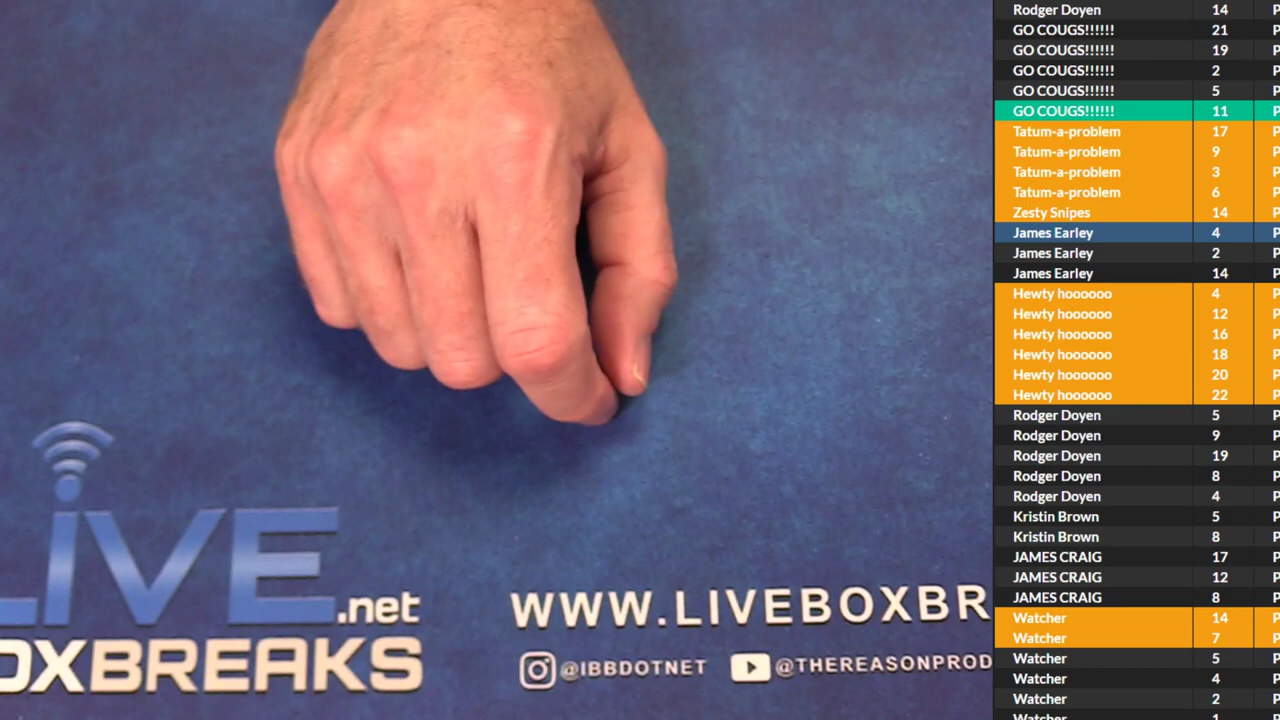 Rodger Doyen 14 P
GO COUGS!!!!!! 21 P
GO COUGS!!!!!! 19 P
GO COUGS!!!!!! 2 P
GO COUGS!!!!!! 5 P
GO COUGS!!!!!! 11 P
Tatum-a-problem 17 P
Tatum-a-problem 9 P
Tatum-a-problem 3 P
Tatum-a-problem 6 P
Zesty Snipes 14 P
James Earley 4 P
James Earley 2 P
James Earley 14 P
Hewty hoooooo 4 P
Hewty hoooooo 12 P
Hewty hoooooo 16 P
Hewty hoooooo 18 P
Hewty hoooooo 20 P
Hewty hoooooo 22 P
Rodger Doyen 5 P
Rodger Doyen 9 P
Rodger Doyen 19 P
Rodger Doyen 8 P
Rodger Doyen 4 P
Kristin Brown 5 P
Kristin Brown 8 P
JAMES CRAIG 17 P
JAMES CRAIG 12 P
JAMES CRAIG 8 P
Watcher 14 P
Watcher 7 P
Watcher 5 P
Watcher 4 P
Watcher 2 P
Watcher 1 P
LiVE.net
OXBREAKS
WWW.LIVEBOXBR
@IBBDOTNET
@THEREASONPROD